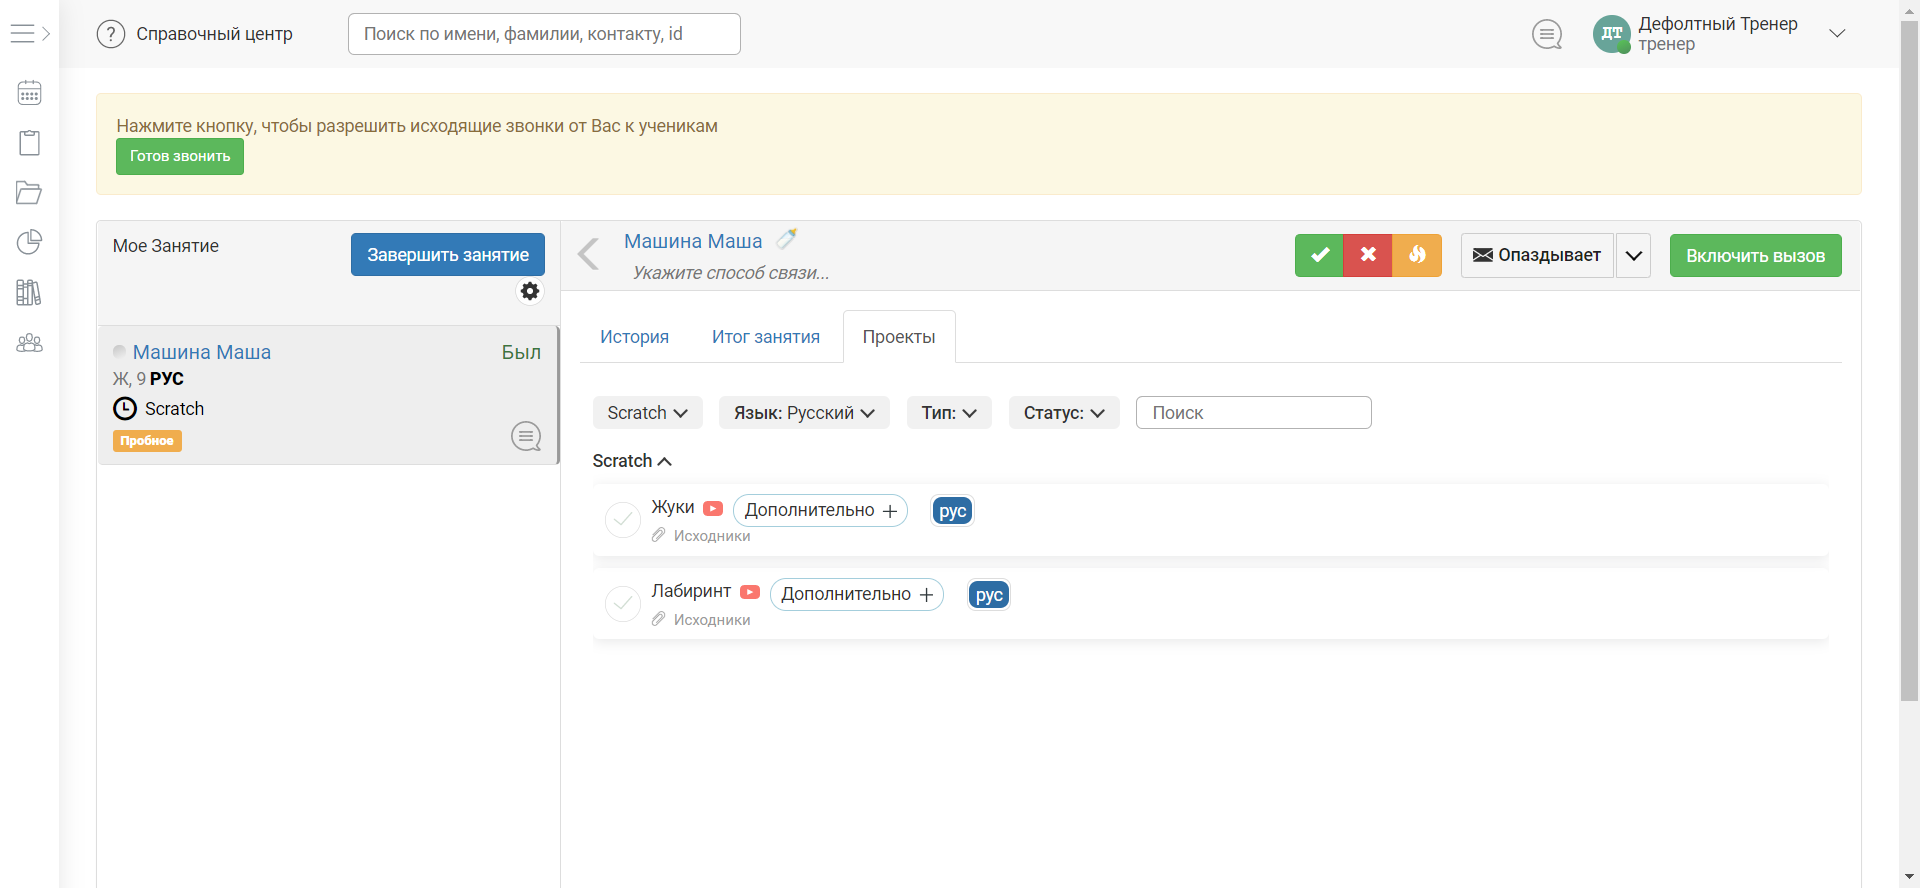 Справочный центр
Поиск по имени, фамилии, контакту, id
ДТ
Дефолтный Тренер
тренер
Нажмите кнопку, чтобы разрешить исходящие звонки от Вас к ученикам
Готов звонить
Мое Занятие
Завершить занятие
Машина Маша
Был
Ж, 9 РУС
Scratch
Пробное
Машина Маша
Укажите способ связи...
Опаздывает
Включить вызов
История
Итог занятия
Проекты
Scratch
Язык: Русский
Тип:
Статус:
Поиск
Scratch
Жуки
Дополнительно
рус
Исходники
Лабиринт
Дополнительно
рус
Исходники